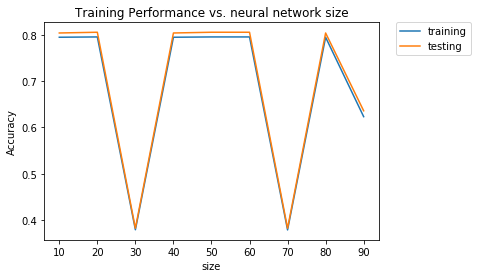 Training Performance vs. neural network size
training
testing
0.8
0.7
0.6
0.5
0.4
Accuracy
10 20 30 40 50 60 70 80 90
size